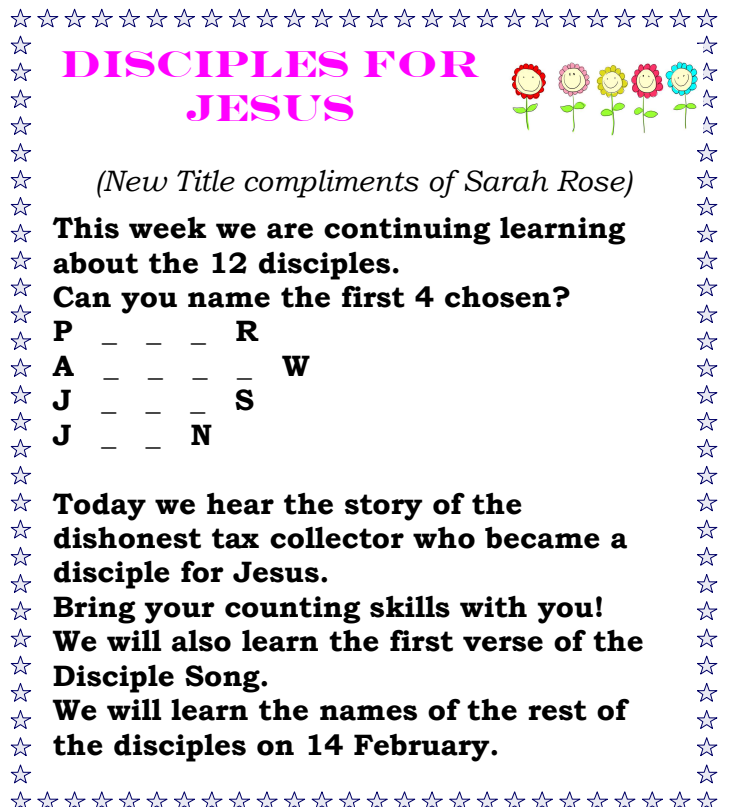 DISCIPLES FOR
JESUS
(New Title compliments of Sarah Rose)
This week we are continuing learning
about the 12 disciples.
Can you name the first 4 chosen?
P _ _ _ R
A _ _ _ _ W
J _ _ _ S
J _ _ N
Today we hear the story of the
dishonest tax collector who became a
disciple for Jesus.
Bring your counting skills with you!
We will also learn the first verse of the
Disciple Song.
We will learn the names of the rest of
the disciples on 14 February.